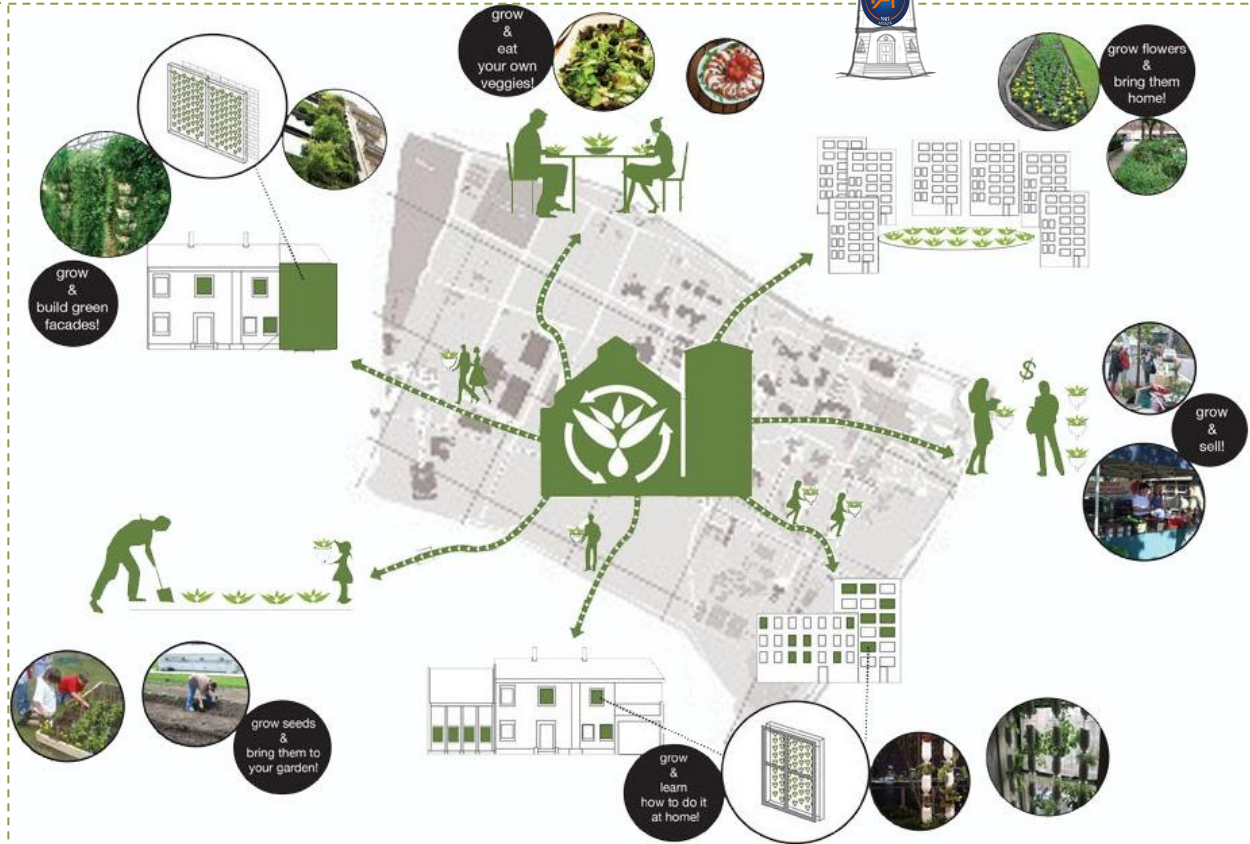 grow
&
eat
your own
veggies!
1983
grow flowers
&
bring them
home!
grow
&
build green
facades!
$
grow
&
sell!
grow seeds
&
bring them to
your garden!
grow
&
learn
how to do it
at home!